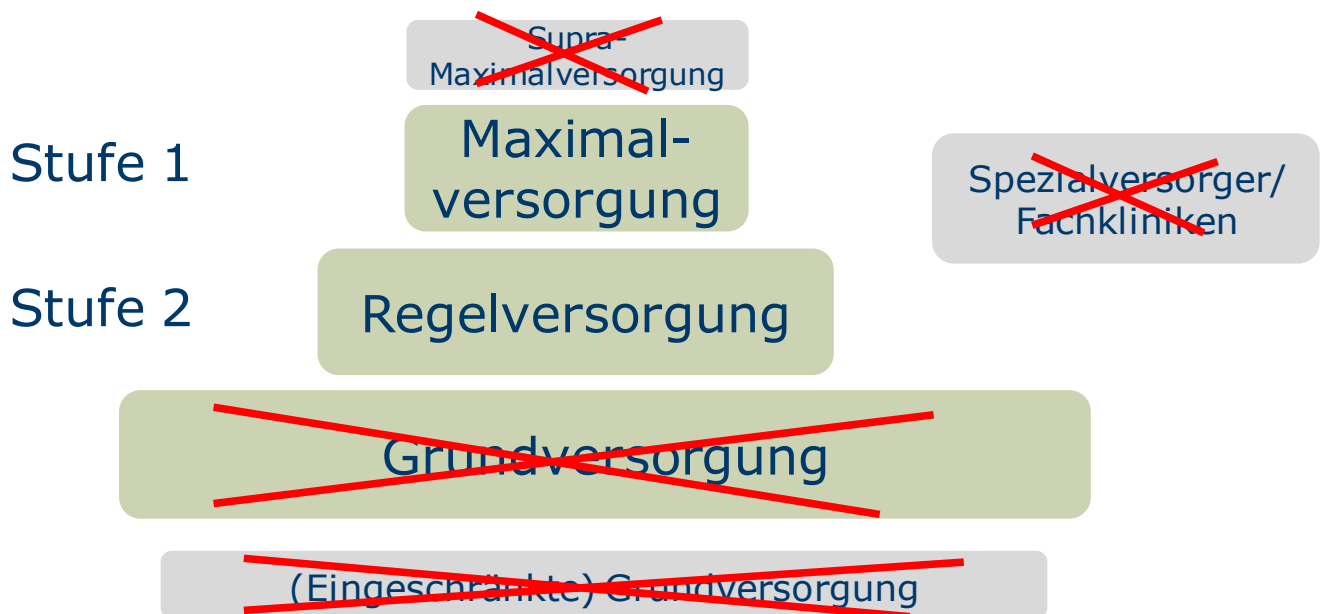 Supra-
Maximalversorgung
Stufe 1
Maximal-
versorgung
Spezialversorger/
Fachkliniken
Stufe 2
Regelversorgung
Grundversorgung
(Eingeschränkte) Grundversorgung